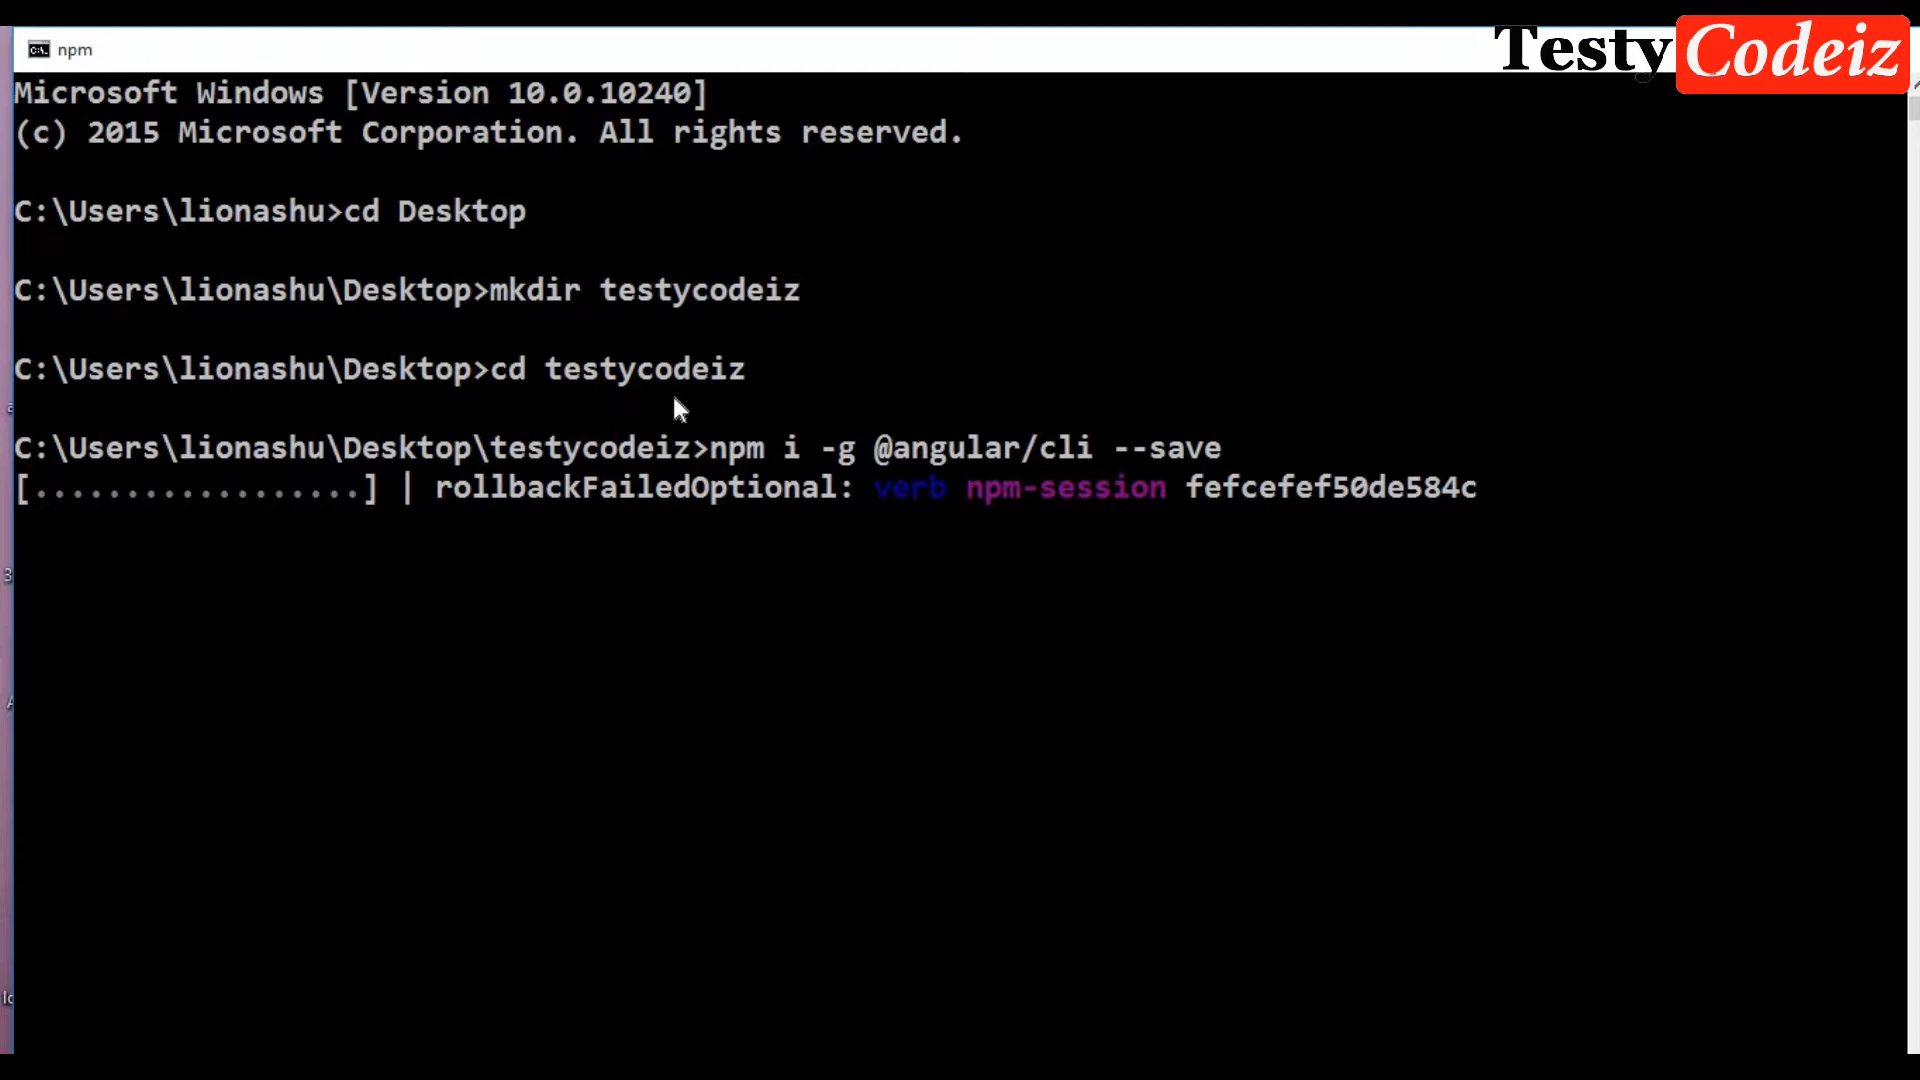 npm
Testy Codeiz
Microsoft Windows [Version 10.0.10240]
(c) 2015 Microsoft Corporation. All rights reserved.
C:\Users\lionashu>cd Desktop
C:\Users\lionashu\Desktop>mkdir testycodeiz
C:\Users\lionashu\Desktop>cd testycodeiz
C:\Users\lionashu\Desktop\testycodeiz>npm i -g @angular/cli --save
[..................] | rollbackFailedOptional: verb npm-session fefcefef50de584c